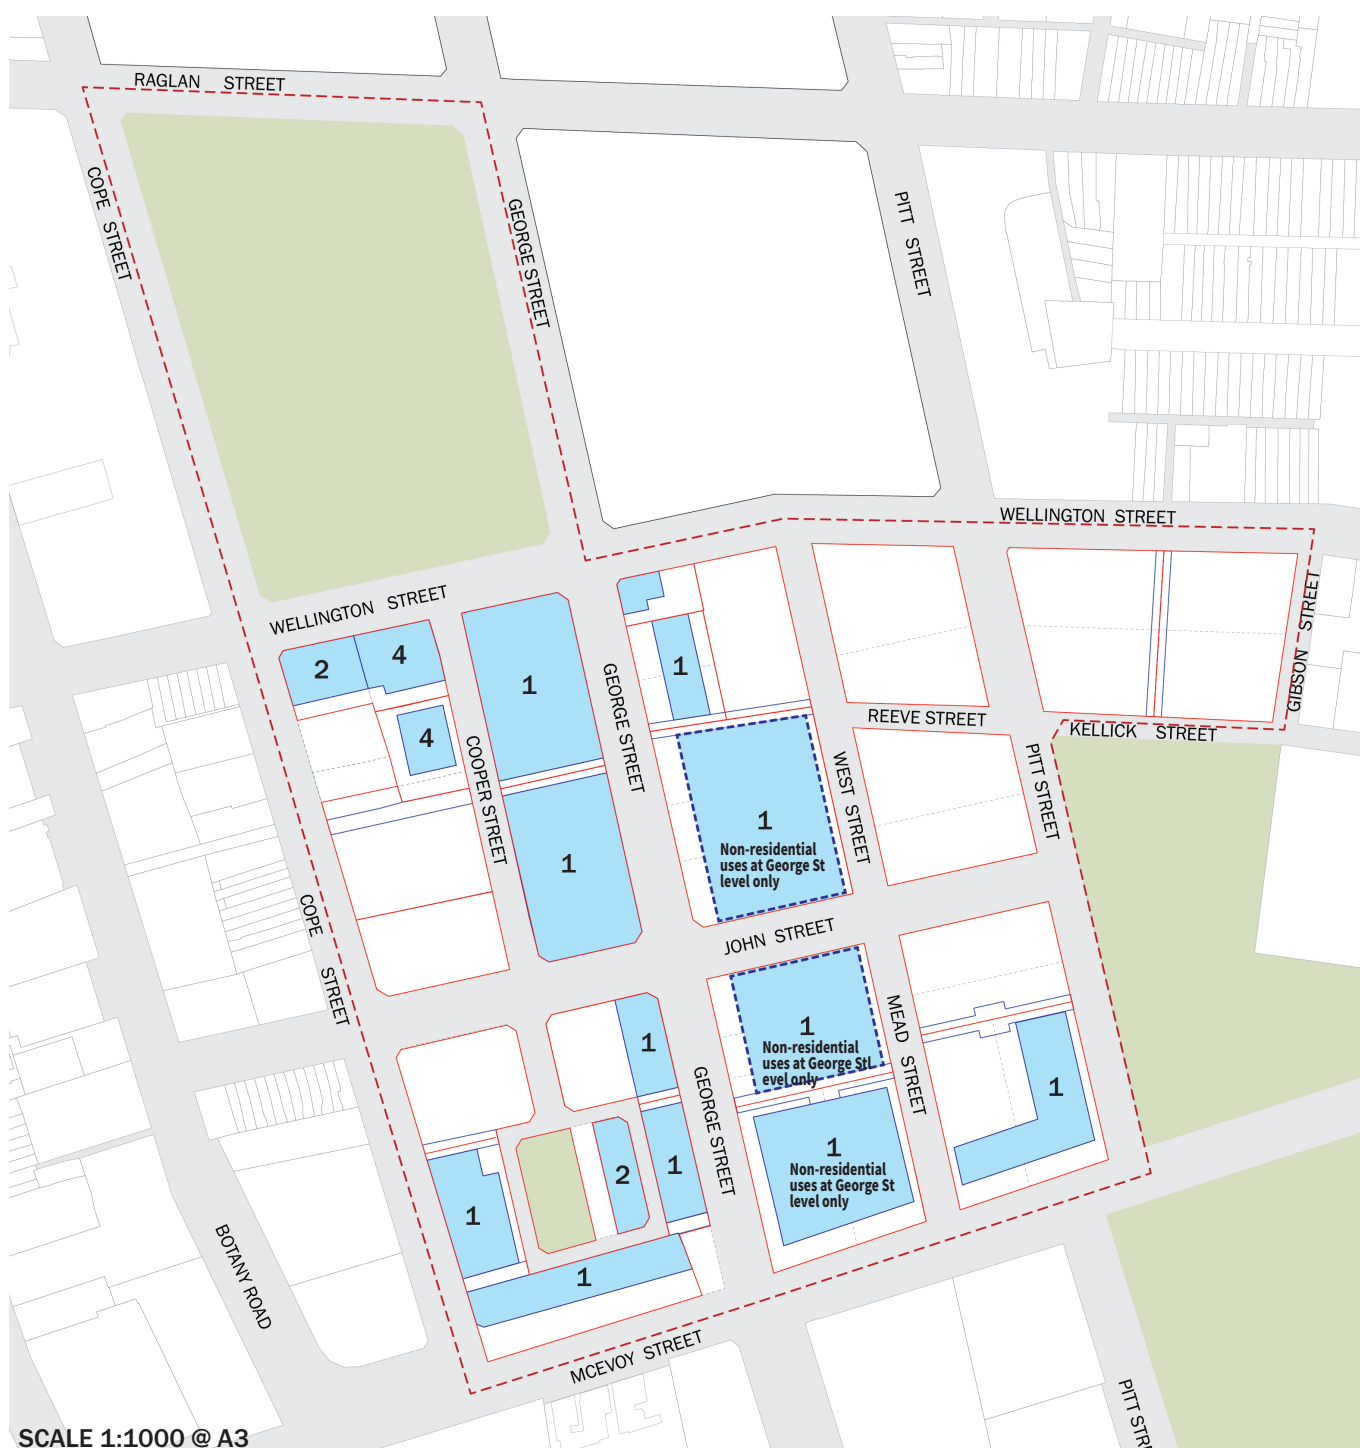 RAGLAN STREET
COPE STREET
GEORGE STREET
PITT STREET
WELLINGTON STREET
WELLINGTON STREET
GIBSON STREET
2
4
1
1
GEORGE STREET
4
COOPER STREET
REEVE STREET
KELLICK STREET
WEST STREET
PITT STREET
1
Non-residential
uses at George St
level only
1
COPE STREET
JOHN STREET
1
1
Non-residential
uses at George StL
evel only
MEAD STREET
GEORGE STREET
1
1
Non-residential
uses at George St
level only
1
2
1
1
BOTANY ROAD
MCEVOY STREET
PITT STRE
SCALE 1:1000 @ A3